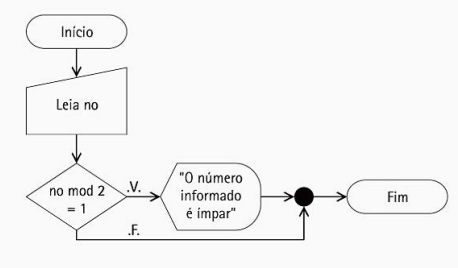 Início
Leia no
no mod 2
= 1
.V.
"O número
informado
é ímpar"
Fim
.F.